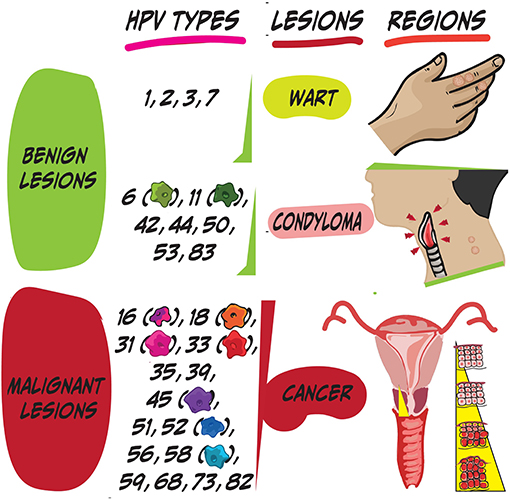 HPV TYPES
LESIONS
REGIONS
BENIGN
LESIONS
1, 2, 3, 7
WART
6 ( ), 11 ( ),
42, 44, 50,
53, 83
CONDYLOMA
MALIGNANT
LESIONS
16 ( ), 18 ( ),
31 ( ), 33 ( ),
35, 39,
45 ( ),
51, 52 ( ),
56, 58 ( ),
59, 68, 73, 82
CANCER